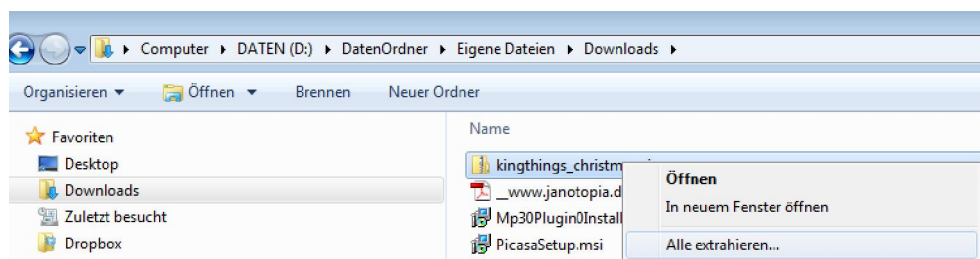 Computer ▸ DATEN (D:) ▸ DatenOrdner ▸ Eigene Dateien ▸ Downloads ▸
Organisieren ▾ Öffnen ▾ Brennen Neuer Ordner
Favoriten
Desktop
Downloads
Zuletzt besucht
Dropbox
Name
kingthings_christm
__www.janotopia.d
Mp30Plugin0Install
PicasaSetup.msi
Öffnen
In neuem Fenster öffnen
Alle extrahieren...